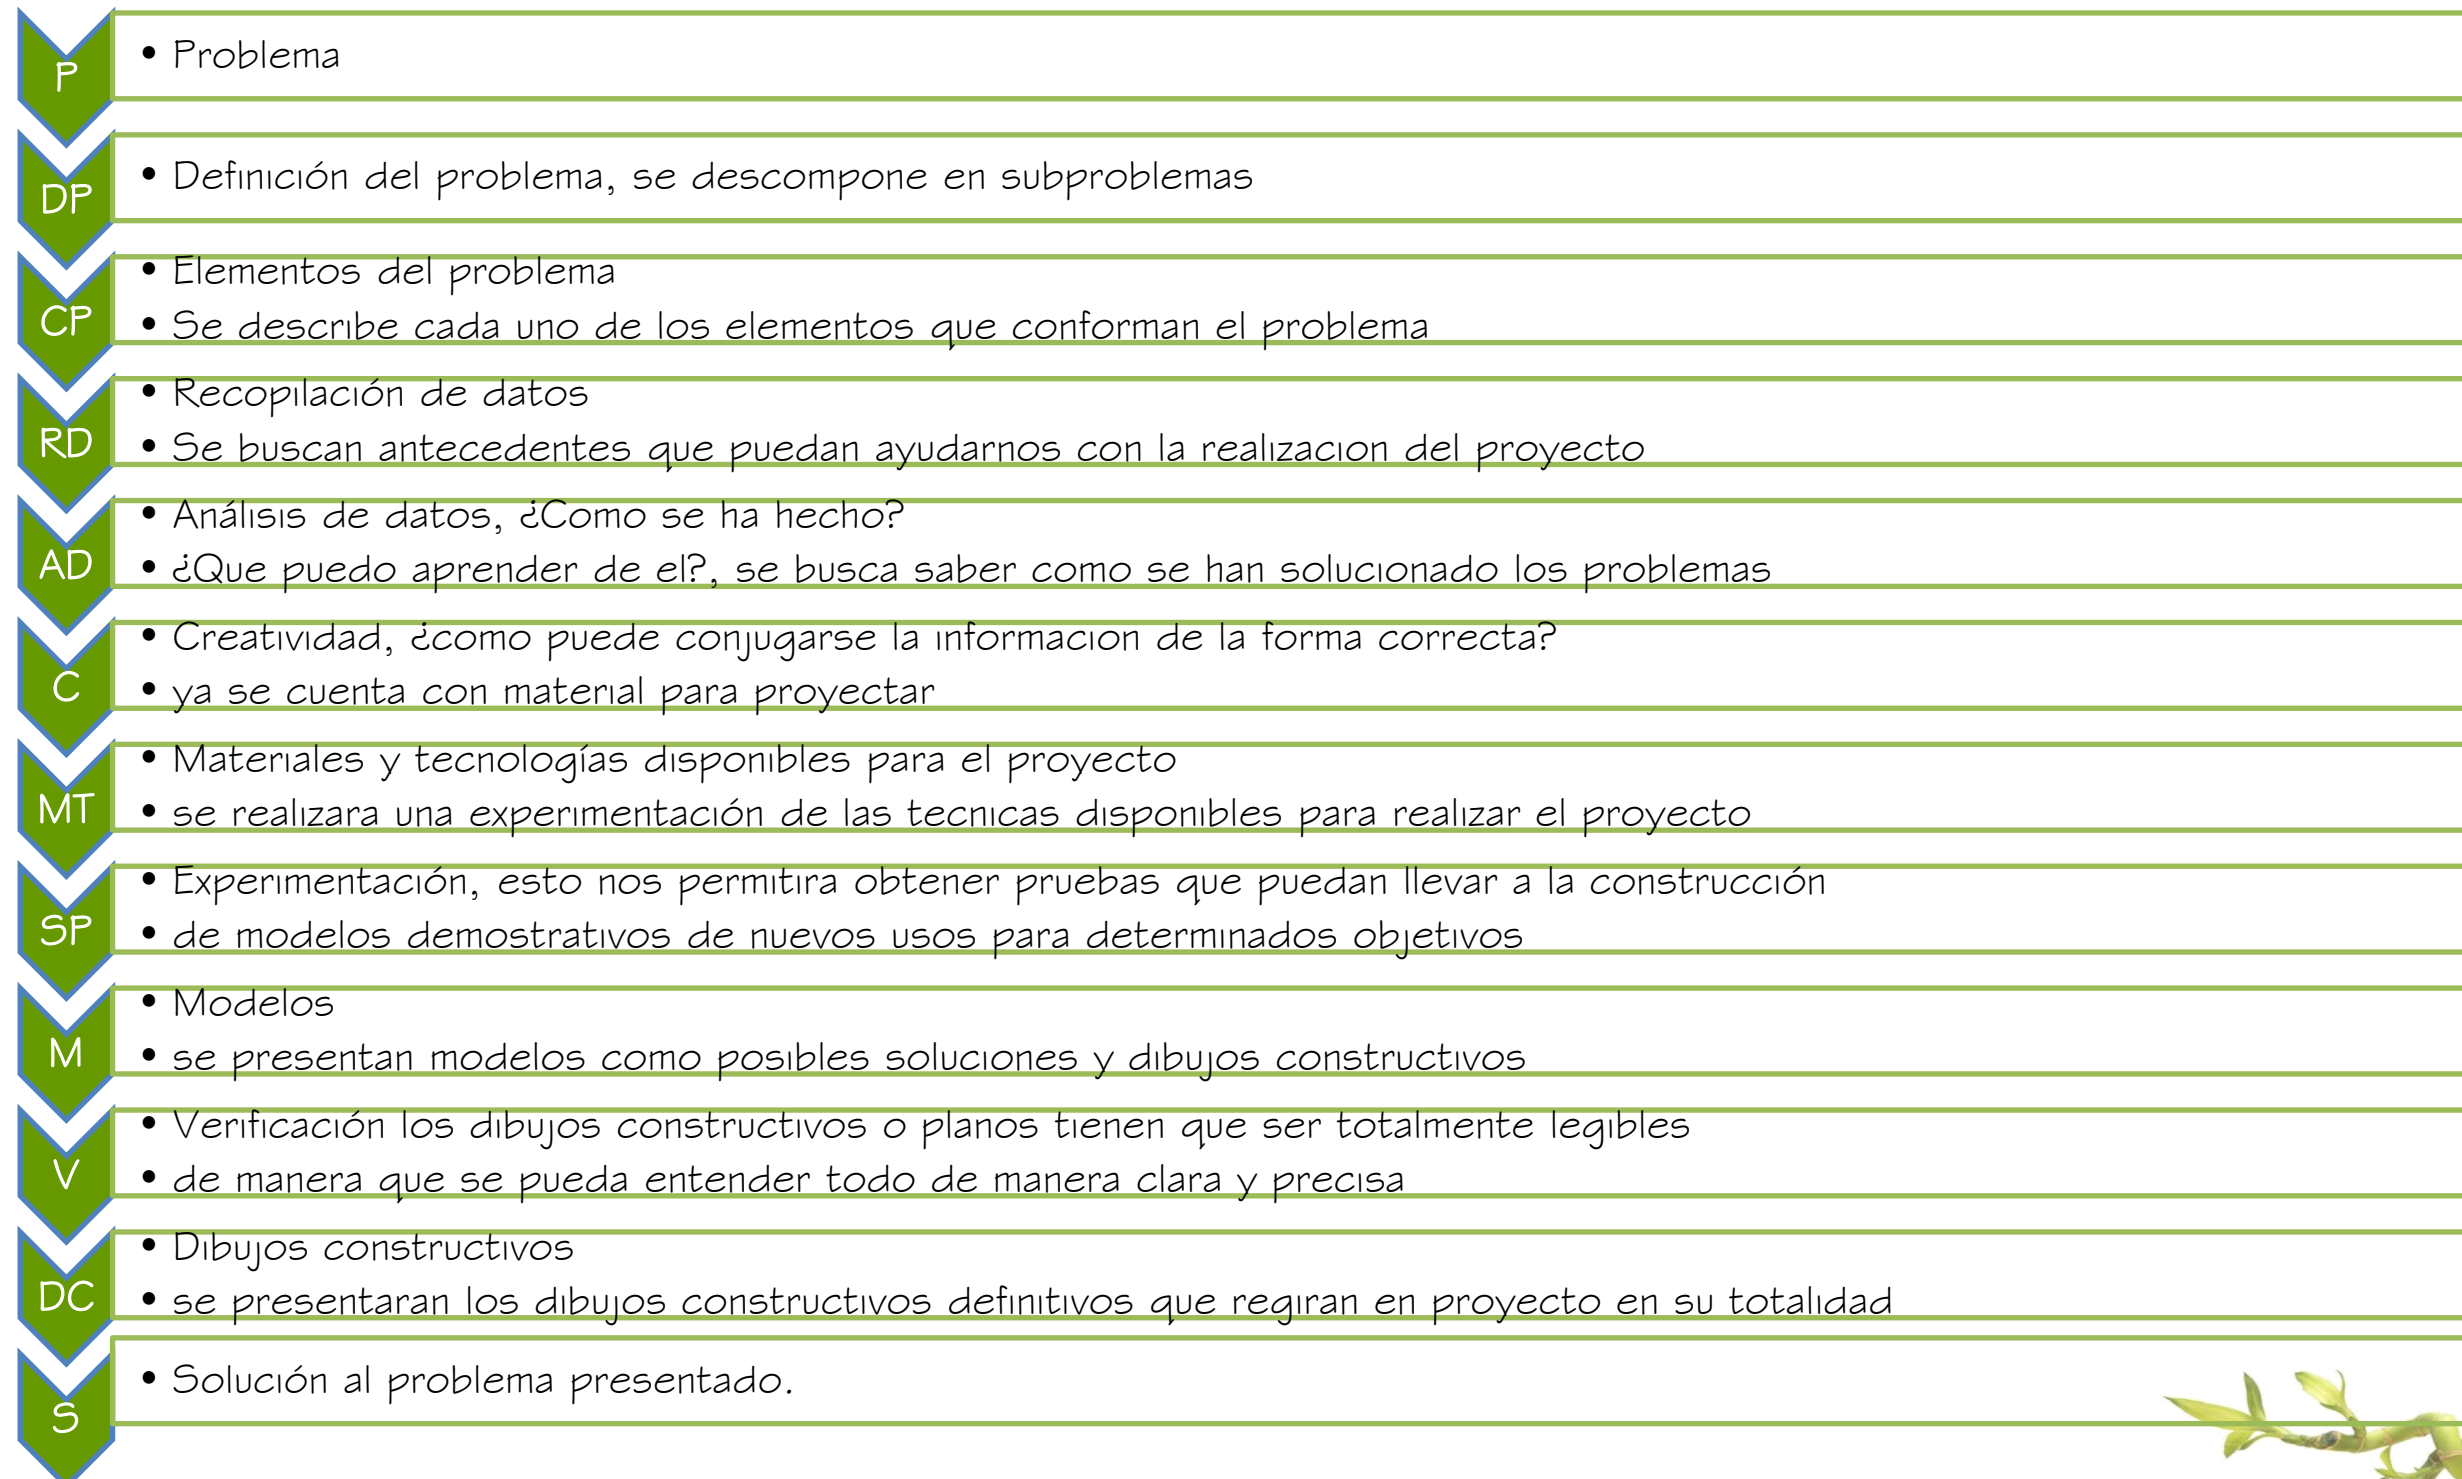 P
• Problema
DP
• Definición del problema, se descompone en subproblemas
CP
• Elementos del problema
• Se describe cada uno de los elementos que conforman el problema
RD
• Recopilación de datos
• Se buscan antecedentes que puedan ayudarnos con la realizacion del proyecto
AD
• Análisis de datos, ¿Como se ha hecho?
• ¿Que puedo aprender de el?, se busca saber como se han solucionado los problemas
C
• Creatividad, ¿como puede conjugarse la informacion de la forma correcta?
• ya se cuenta con material para proyectar
MT
• Materiales y tecnologías disponibles para el proyecto
• se realizara una experimentación de las tecnicas disponibles para realizar el proyecto
SP
• Experimentación, esto nos permitira obtener pruebas que puedan llevar a la construcción
• de modelos demostrativos de nuevos usos para determinados objetivos
M
• Modelos
• se presentan modelos como posibles soluciones y dibujos constructivos
V
• Verificación los dibujos constructivos o planos tienen que ser totalmente legibles
• de manera que se pueda entender todo de manera clara y precisa
DC
• Dibujos constructivos
• se presentaran los dibujos constructivos definitivos que regiran en proyecto en su totalidad
S
• Solución al problema presentado.